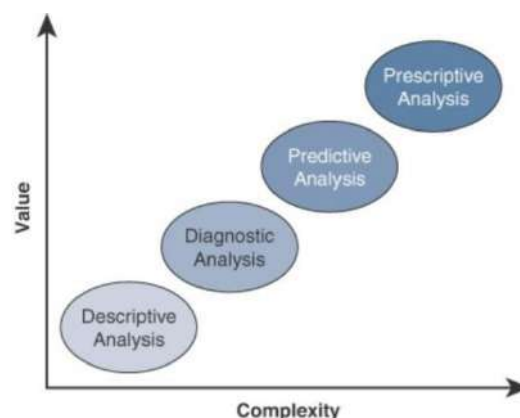 Prescriptive
Analysis
Predictive
Analysis
Diagnostic
Analysis
Descriptive
Analysis
Value
Complexity